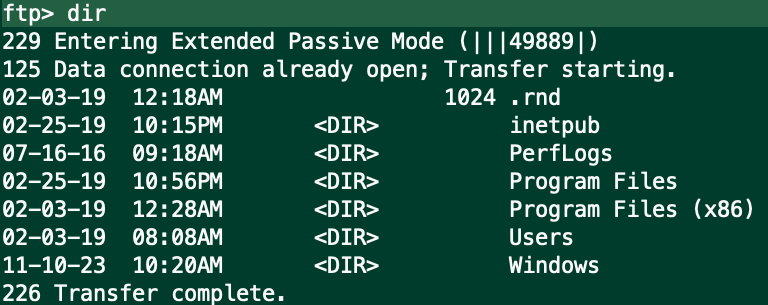 ftp> dir
229 Entering Extended Passive Mode (|||49889|)
125 Data connection already open; Transfer starting.
02-03-19  12:18AM                 1024 .rnd
02-25-19  10:15PM       <DIR>          inetpub
07-16-16  09:18AM       <DIR>          PerfLogs
02-25-19  10:56PM       <DIR>          Program Files
02-03-19  12:28AM       <DIR>          Program Files (x86)
02-03-19  08:08AM       <DIR>          Users
11-10-23  10:20AM       <DIR>          Windows
226 Transfer complete.